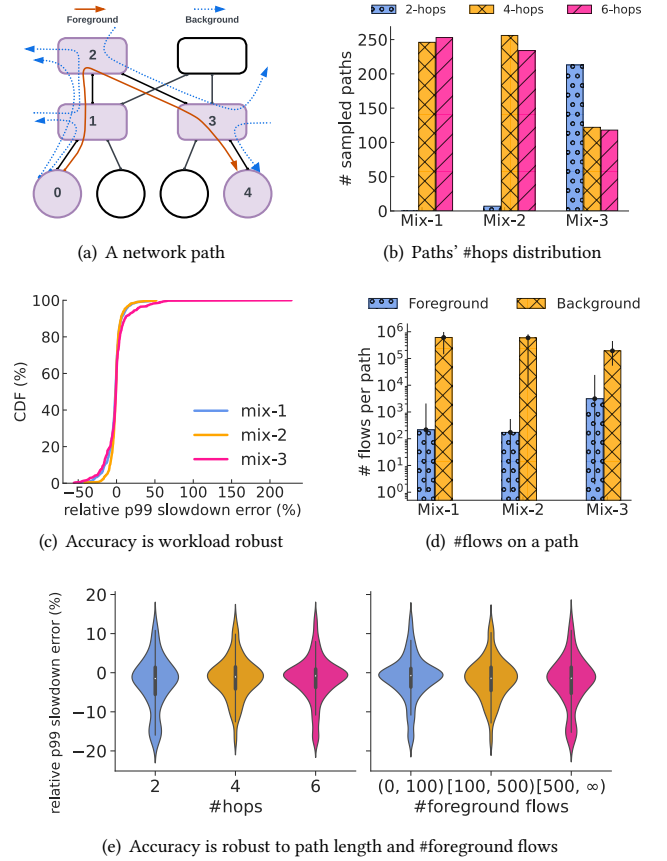 Foreground
Background
2
1
3
0
4
(a) A network path
2-hops
4-hops
6-hops
# sampled paths
250
200
150
100
50
0
Mix-1
Mix-2
Mix-3
(b) Paths' #hops distribution
CDF (%)
100
80
60
40
20
0
−50
0
50
100
150
200
relative p99 slowdown error (%)
mix-1
mix-2
mix-3
(c) Accuracy is workload robust
Foreground
Background
# flows per path
10^6
10^5
10^4
10^3
10^2
10^1
10^0
Mix-1
Mix-2
Mix-3
(d) #flows on a path
relative p99 slowdown error (%)
20
10
0
−10
−20
2
4
6
#hops
(0, 100) [100, 500) [500, ∞)
#foreground flows
(e) Accuracy is robust to path length and #foreground flows